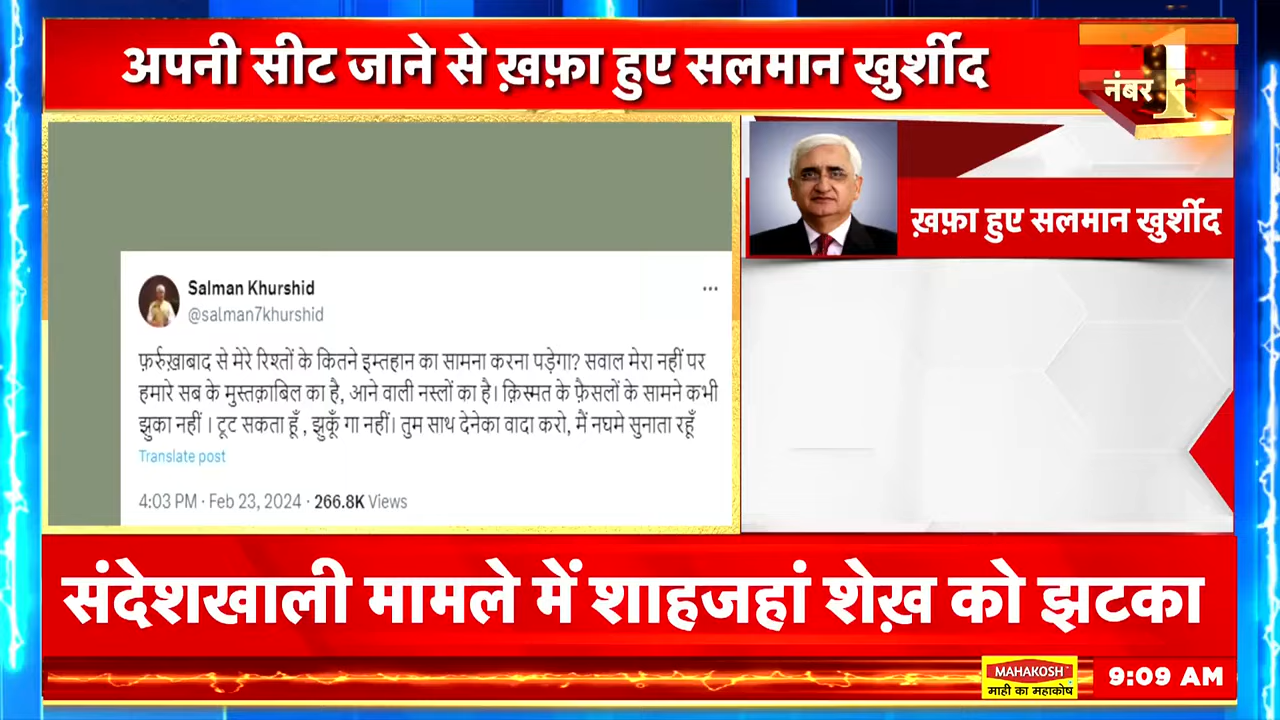 अपनी सीट जाने से ख़फ़ा हुए सलमान खुर्शीद
नंबर 1
ख़फ़ा हुए सलमान खुर्शीद
Salman Khurshid
@salman7khurshid
फ़र्रुख़ाबाद से मेरे रिश्तों के कितने इम्तहान का सामना करना पड़ेगा? सवाल मेरा नहीं पर
हमारे सब के मुस्तक़ाबिल का है, आने वाली नस्लों का है। क़िस्मत के फ़ैसलों के सामने कभी
झुका नहीं । टूट सकता हूँ , झुकूँ गा नहीं। तुम साथ देनेका वादा करो, मैं नघमे सुनाता रहूँ
Translate post
4:03 PM · Feb 23, 2024 · 266.8K Views
संदेशखाली मामले में शाहजहां शेख़ को झटका
MAHAKOSH
माही का महाकोष
9:09 AM